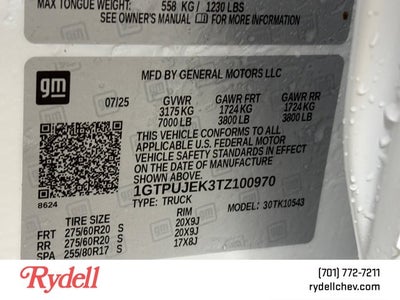 MAX TONGUE WEIGHT: 558 KG / 1230 LBS
SEE OWNER'S MANUAL FOR MORE INFORMATION
gm
MFD BY GENERAL MOTORS LLC
07/25 GVWR GAWR FRT GAWR RR
3175 KG 1724 KG 1724 KG
7000 LB 3800 LB 3800 LB
THIS VEHICLE CONFORMS TO ALL
APPLICABLE U.S. FEDERAL MOTOR
VEHICLE SAFETY STANDARDS IN EFFECT ON
THE DATE OF MANUFACTURE SHOWN ABOVE.
1GTPUJEK3TZ100970
8624
TYPE: TRUCK MODEL: 30TK10543
TIRE SIZE RIM
FRT 275/60R20 S 20X9J
RR 275/60R20 S 20X9J
SPA 255/80R17 S 17X8J
Rydell
(701) 772-7211
rydellchev.com